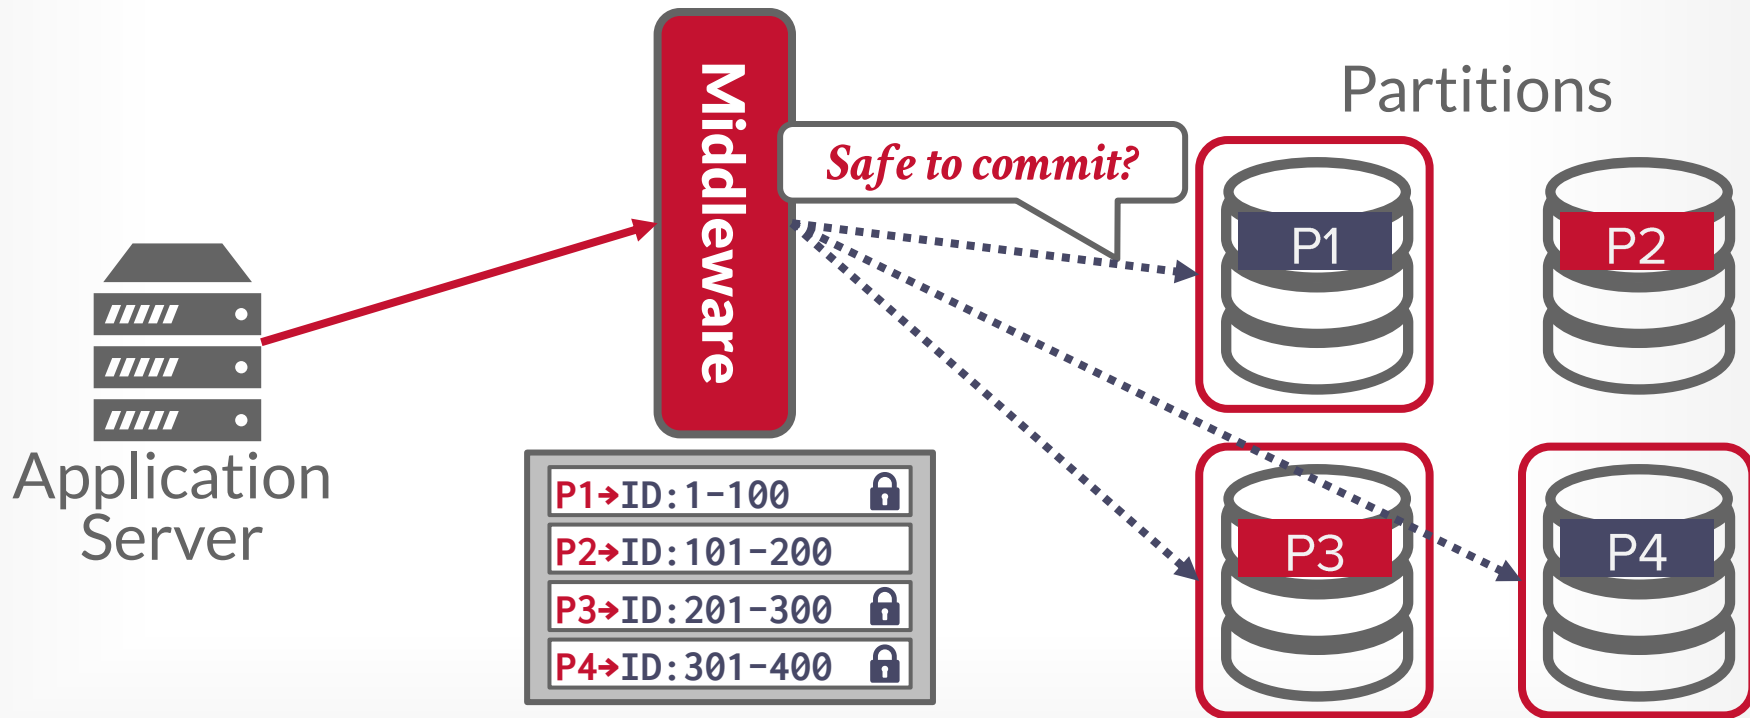 Middleware
Partitions
Safe to commit?
P1
P2
Application
Server
P1→ID:1-100
P2→ID:101-200
P3→ID:201-300
P4→ID:301-400
P3
P4